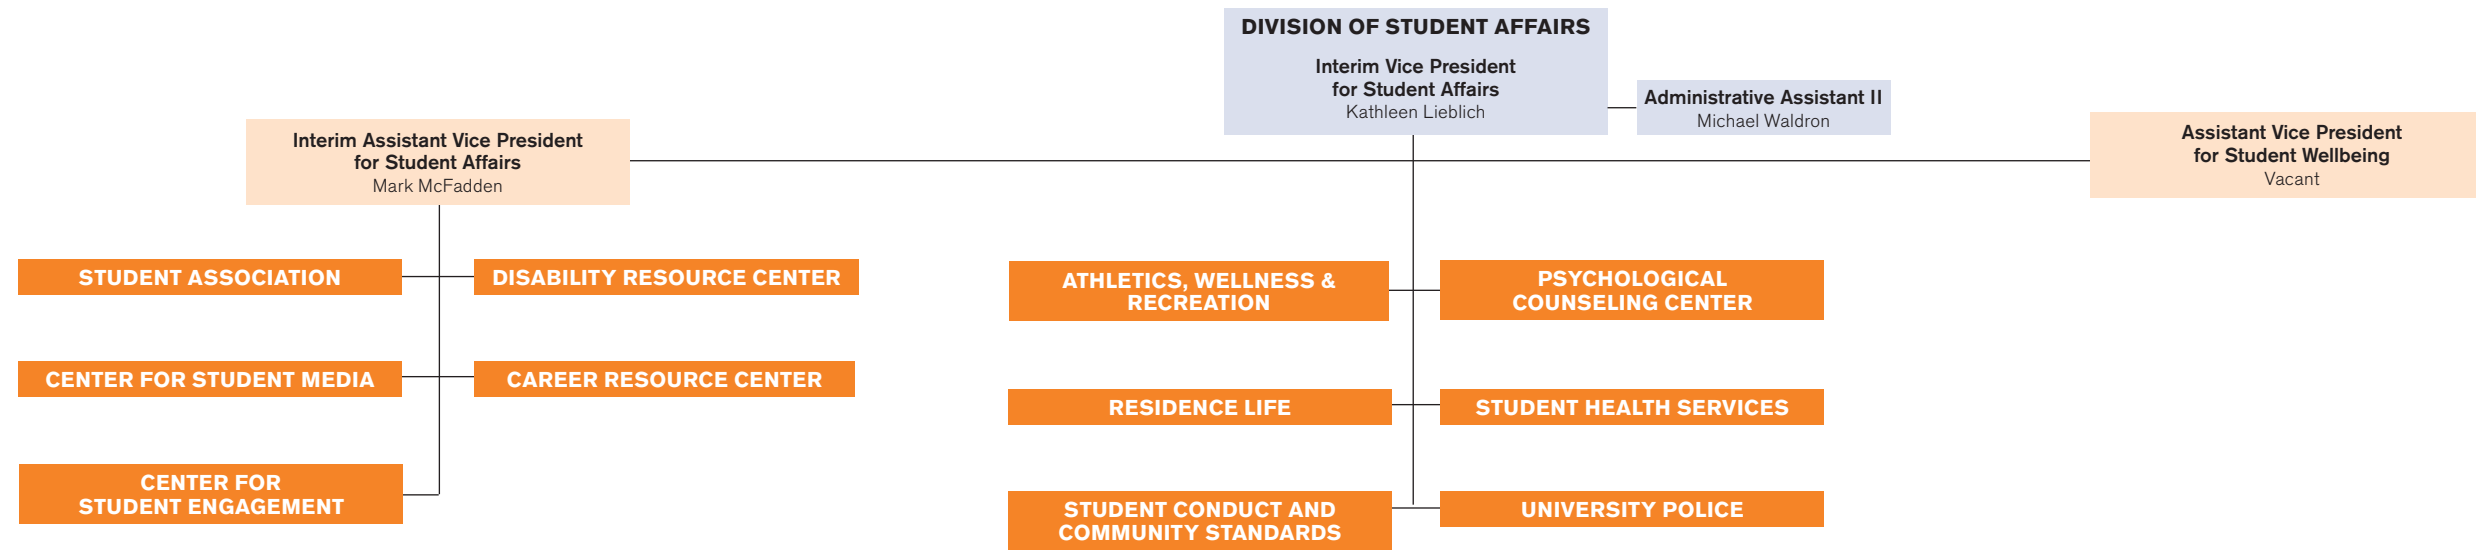 DIVISION OF STUDENT AFFAIRS
Interim Vice President
for Student Affairs
Kathleen Lieblich
Administrative Assistant II
Michael Waldron
Interim Assistant Vice President
for Student Affairs
Mark McFadden
Assistant Vice President
for Student Wellbeing
Vacant
STUDENT ASSOCIATION
DISABILITY RESOURCE CENTER
CENTER FOR STUDENT MEDIA
CAREER RESOURCE CENTER
CENTER FOR
STUDENT ENGAGEMENT
ATHLETICS, WELLNESS &
RECREATION
PSYCHOLOGICAL
COUNSELING CENTER
RESIDENCE LIFE
STUDENT HEALTH SERVICES
STUDENT CONDUCT AND
COMMUNITY STANDARDS
UNIVERSITY POLICE